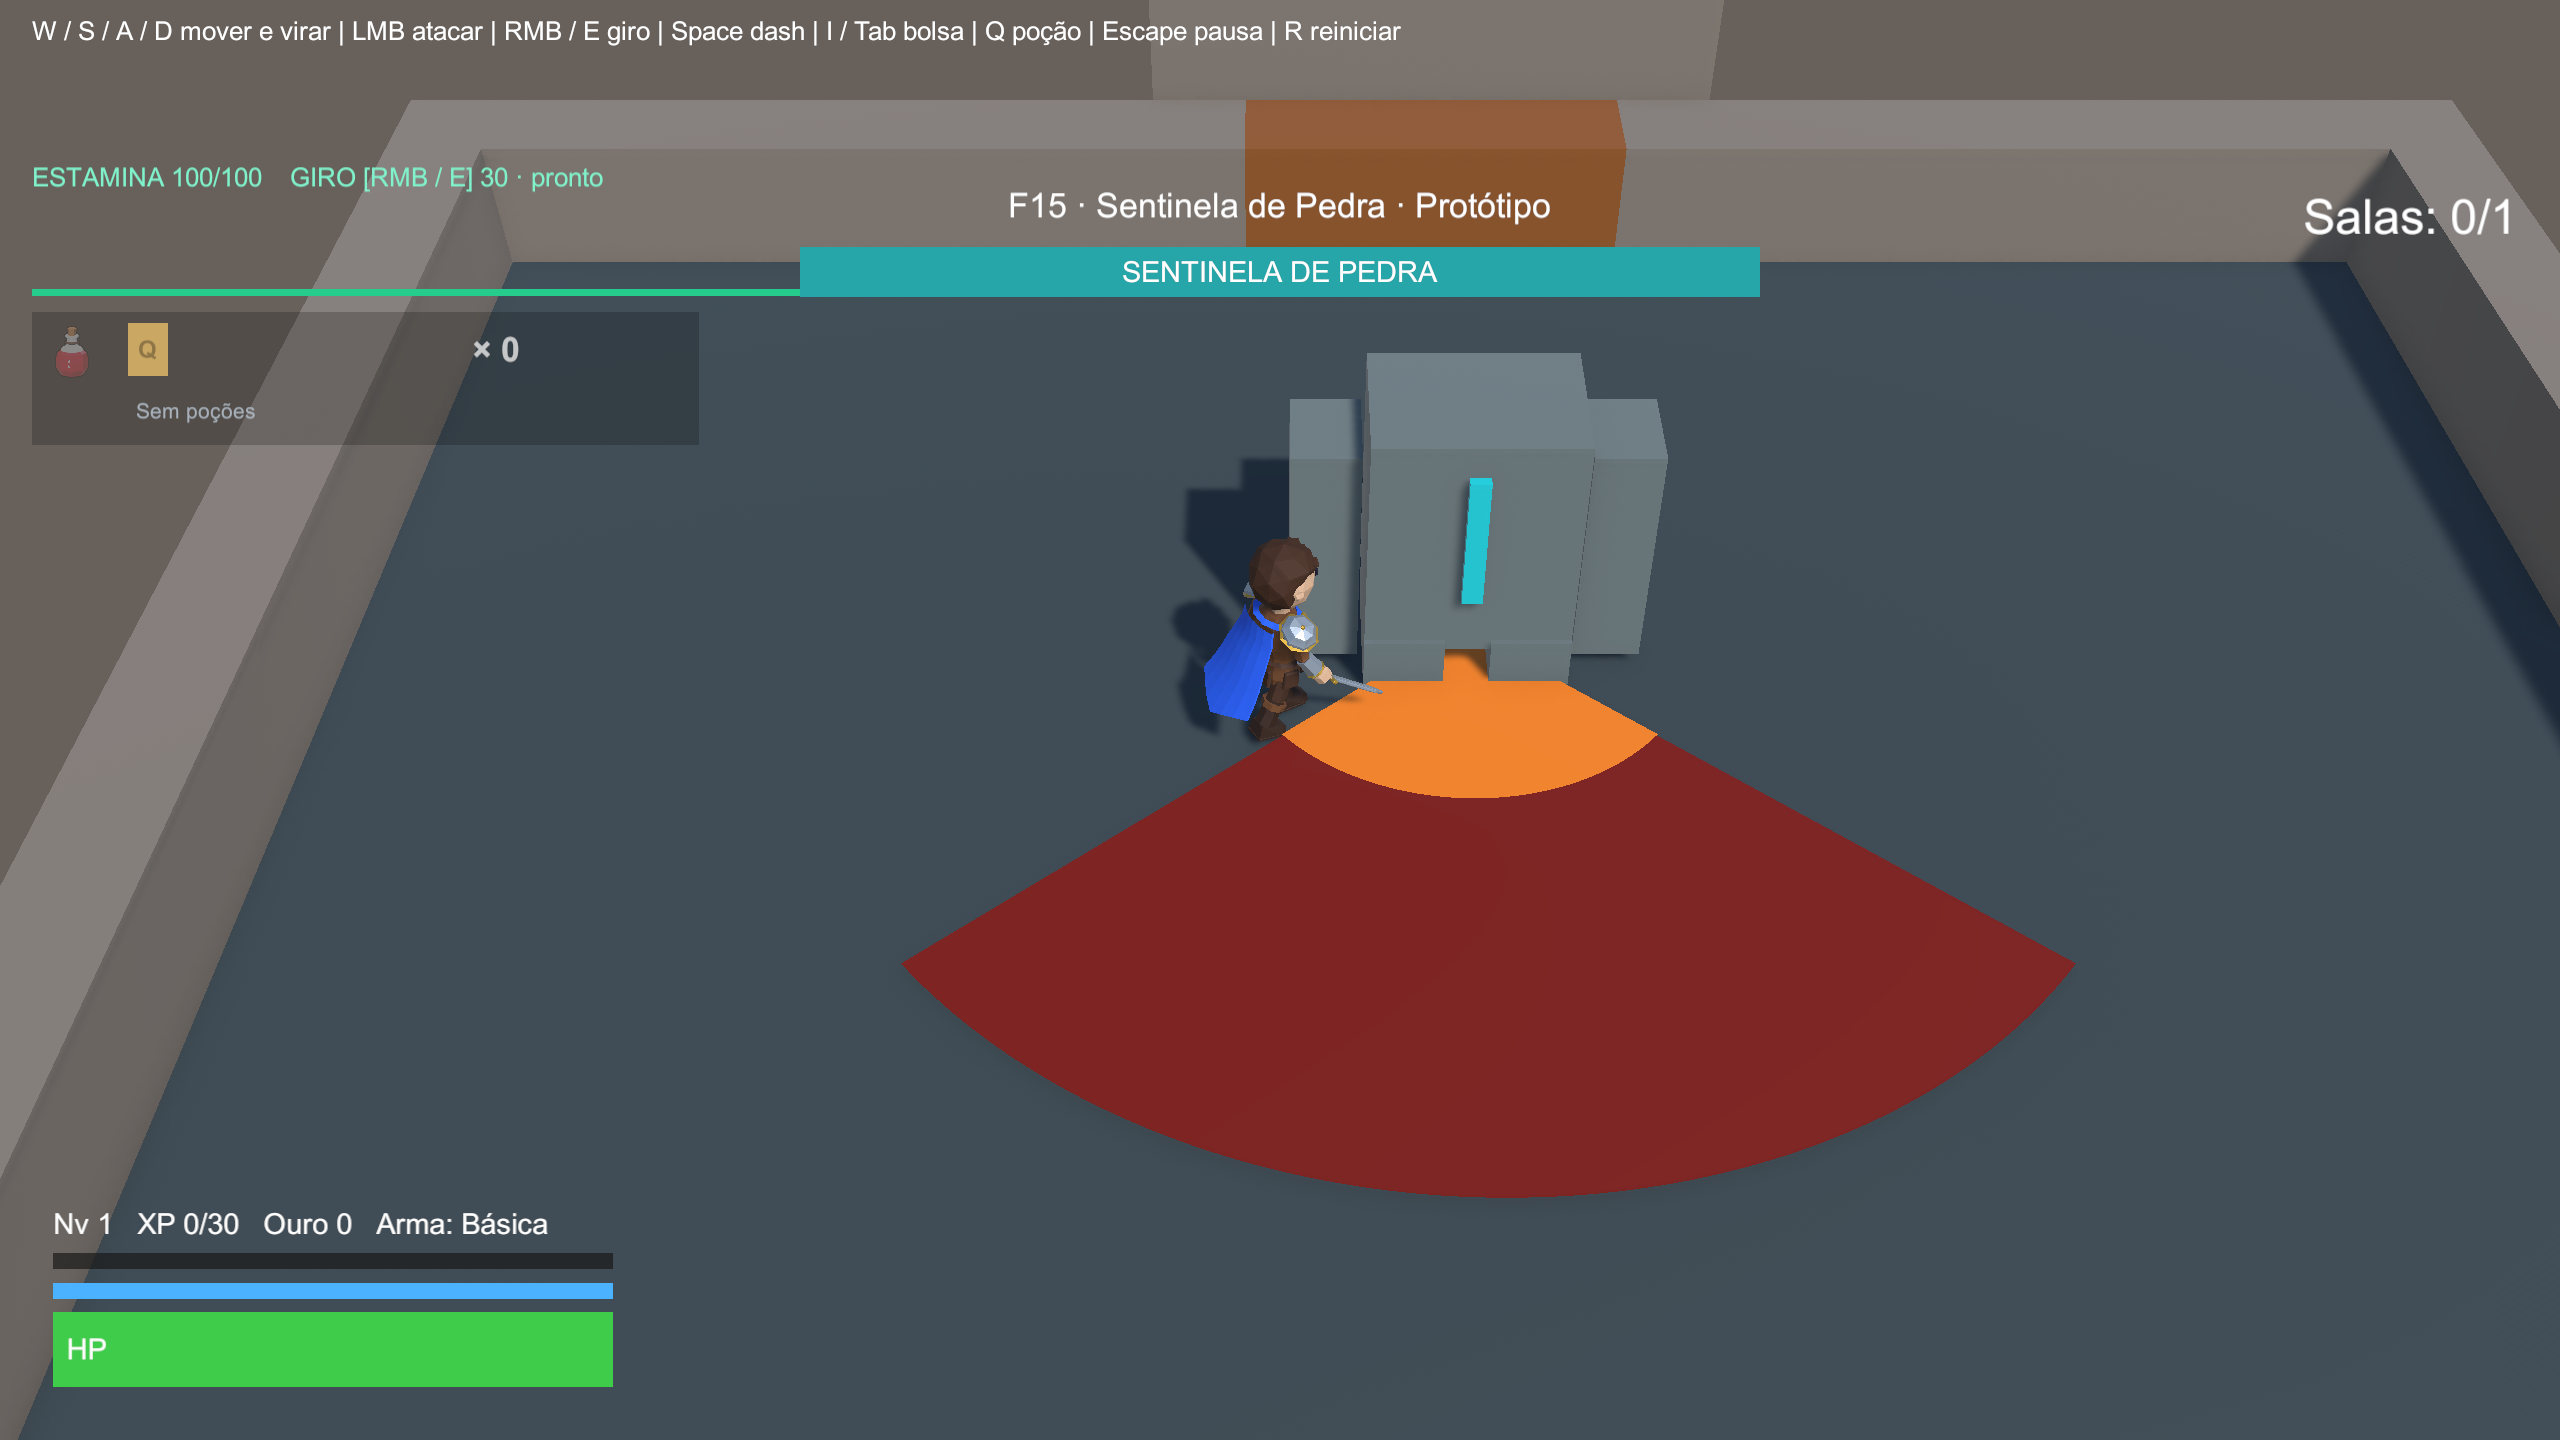 W / S / A / D mover e virar | LMB atacar | RMB / E giro | Space dash | I / Tab bolsa | Q poção | Escape pausa | R reiniciar
ESTAMINA 100/100 GIRO [RMB / E] 30 · pronto
F15 · Sentinela de Pedra · Protótipo
Salas: 0/1
SENTINELA DE PEDRA
Q × 0
Sem poções
Nv 1 XP 0/30 Ouro 0 Arma: Básica
HP